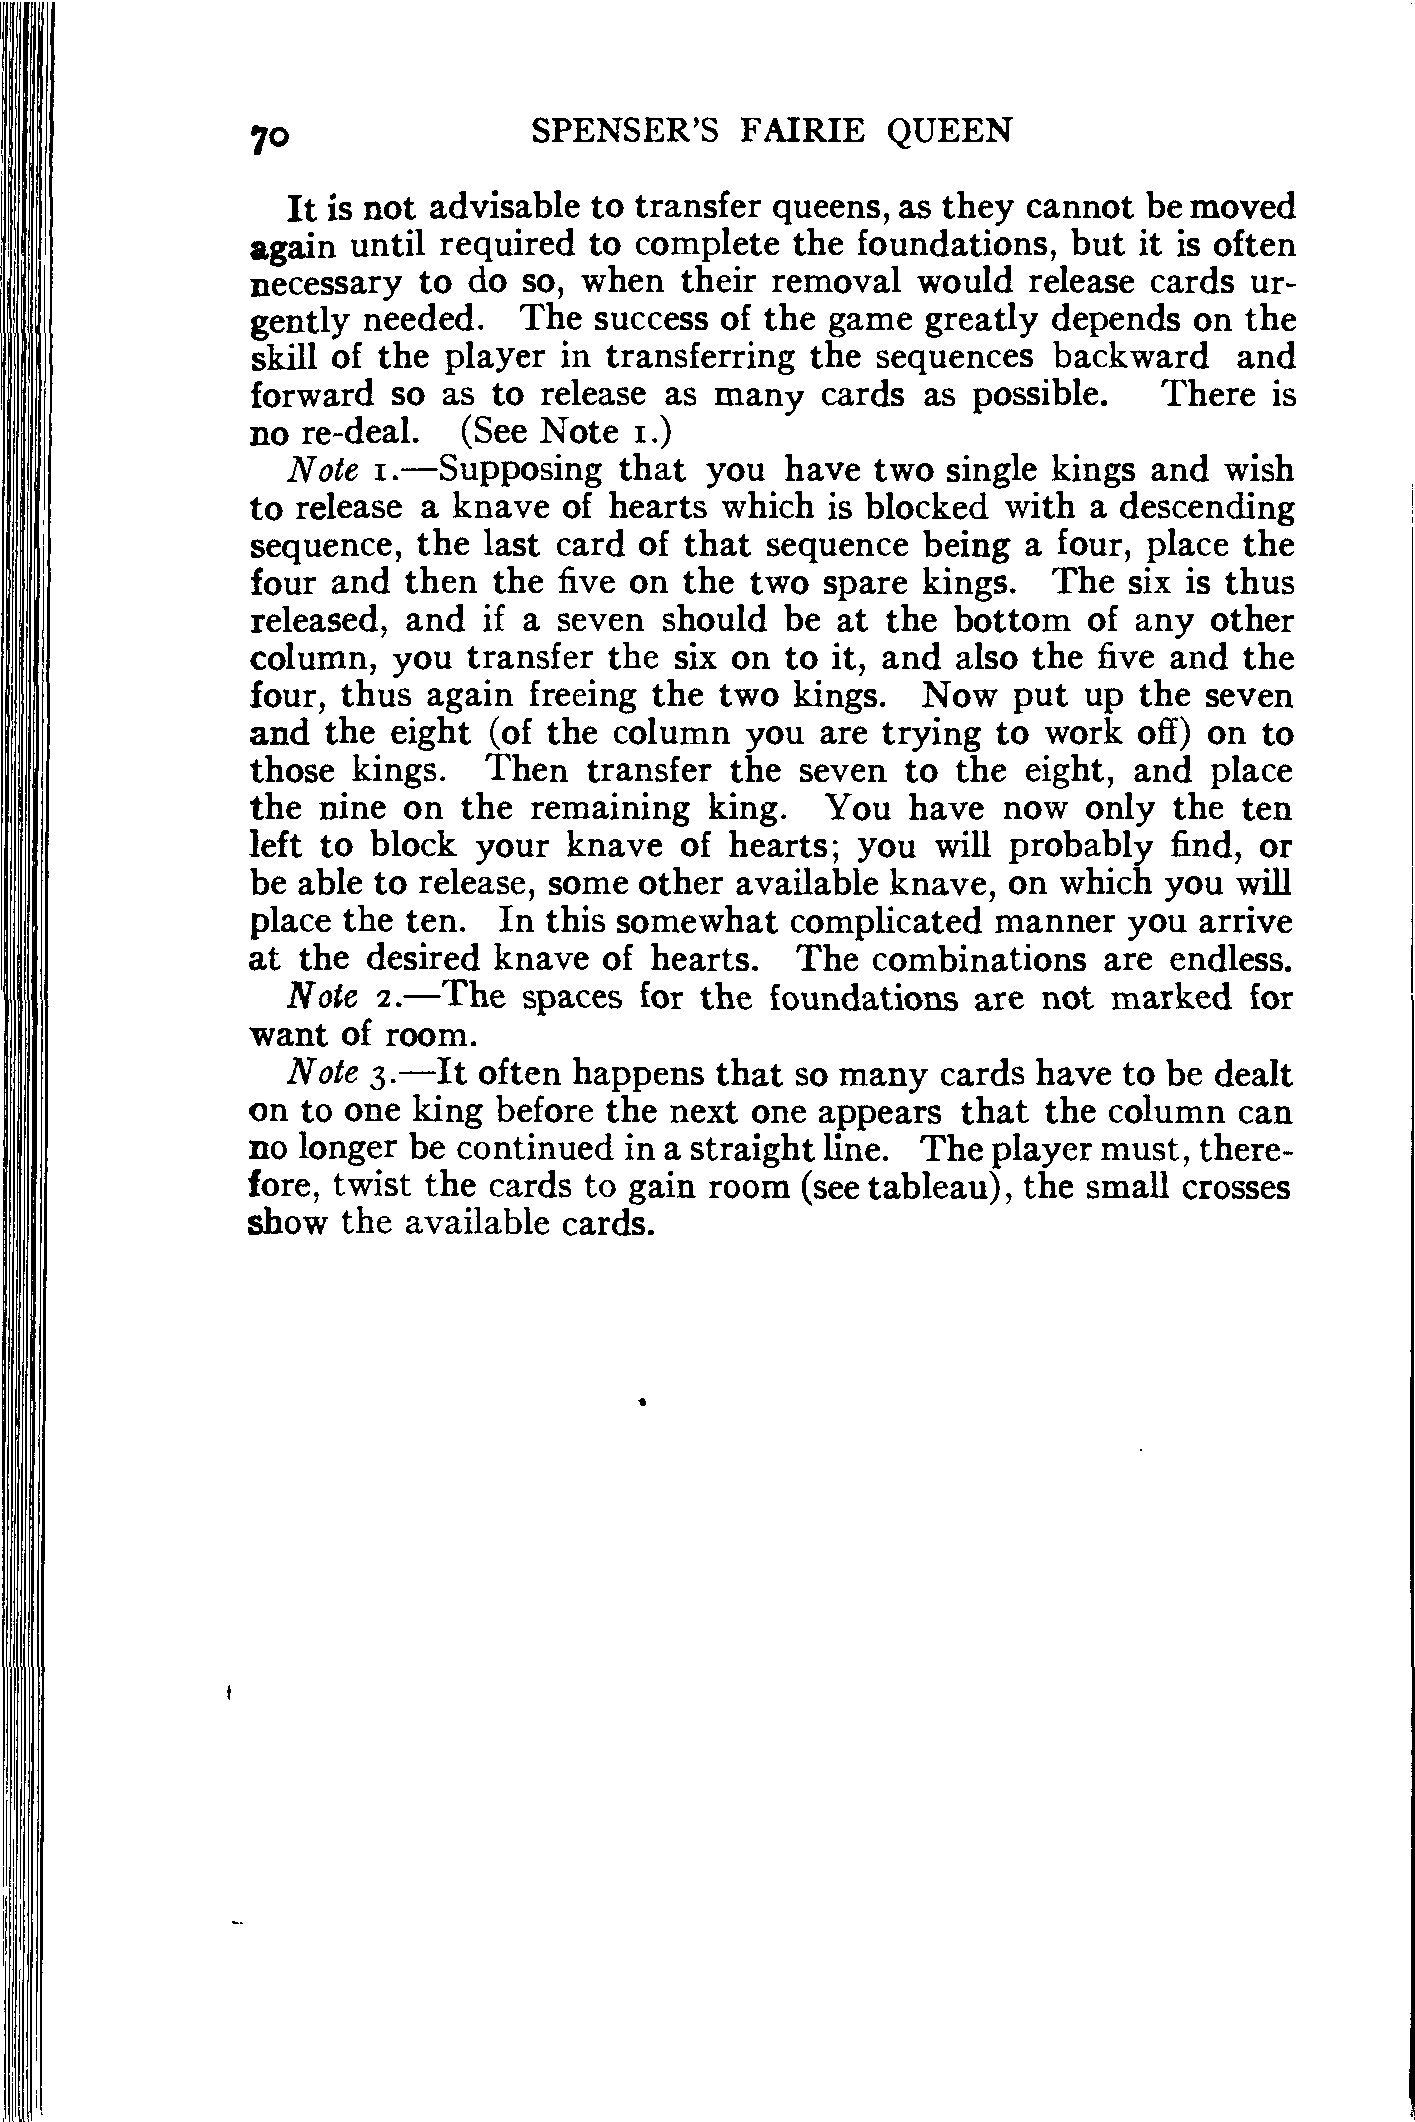 70 SPENSER'S FAIRIE QUEEN
It is not advisable to transfer queens, as they cannot be moved
again until required to complete the foundations, but it is often
necessary to do so, when their removal would release cards ur-
gently needed. The success of the game greatly depends on the
skill of the player in transferring the sequences backward and
forward so as to release as many cards as possible. There is
no re-deal. (See Note 1.)
Note 1.—Supposing that you have two single kings and wish
to release a knave of hearts which is blocked with a descending
sequence, the last card of that sequence being a four, place the
four and then the five on the two spare kings. The six is thus
released, and if a seven should be at the bottom of any other
column, you transfer the six on to it, and also the five and the
four, thus again freeing the two kings. Now put up the seven
and the eight (of the column you are trying to work off) on to
those kings. Then transfer the seven to the eight, and place
the nine on the remaining king. You have now only the ten
left to block your knave of hearts; you will probably find, or
be able to release, some other available knave, on which you will
place the ten. In this somewhat complicated manner you arrive
at the desired knave of hearts. The combinations are endless.
Note 2.—The spaces for the foundations are not marked for
want of room.
Note 3.—It often happens that so many cards have to be dealt
on to one king before the next one appears that the column can
no longer be continued in a straight line. The player must, there-
fore, twist the cards to gain room (see tableau), the small crosses
show the available cards.